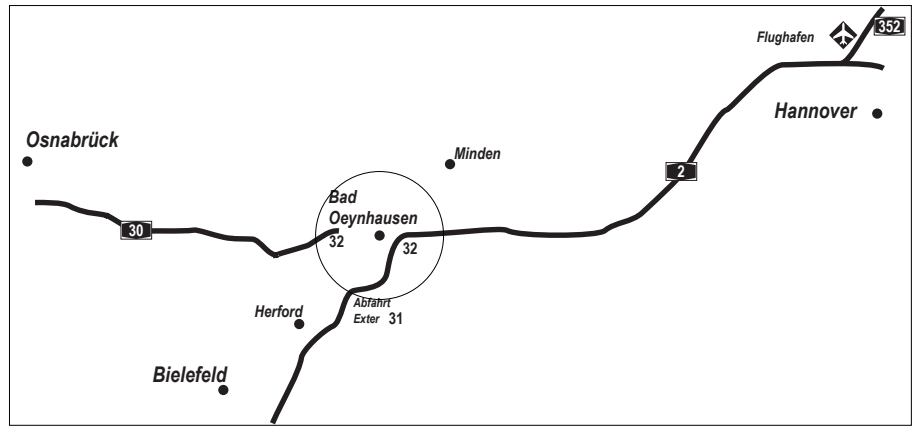 352
Flughafen
Hannover
Osnabrück
Minden
2
Bad
Oeynhausen
30
32
32
Abfahrt
Exter 31
Herford
Bielefeld